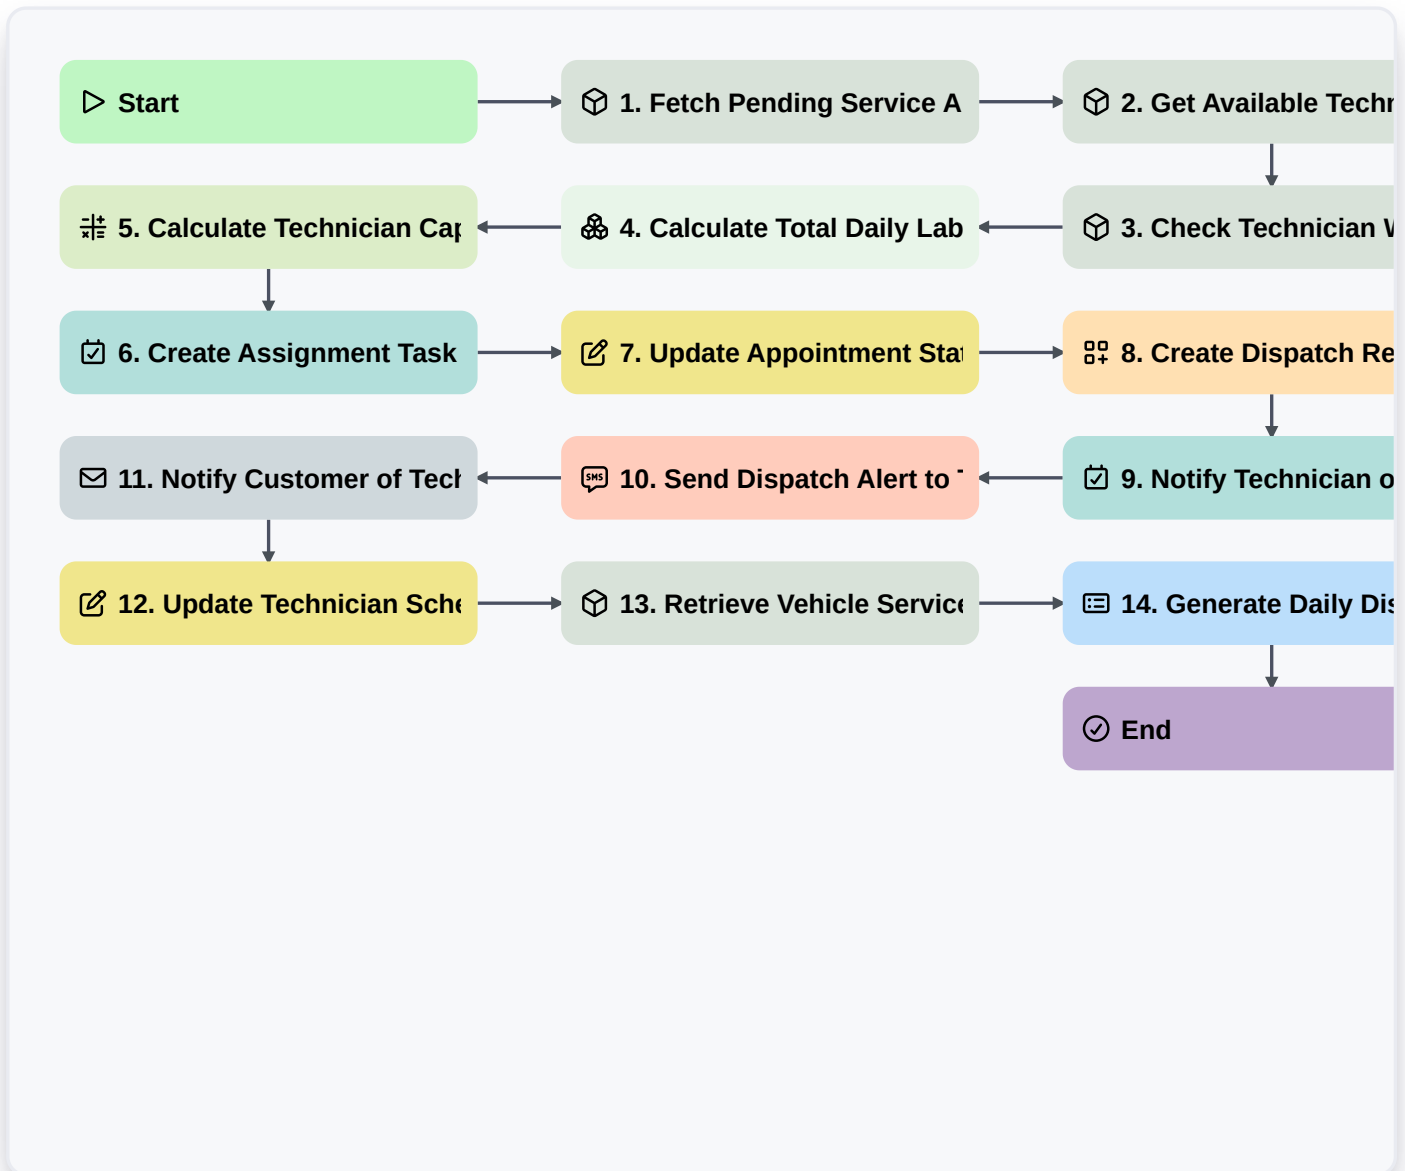 Start
1. Fetch Pending Service A
2. Get Available Techn
5. Calculate Technician Cap
4. Calculate Total Daily Lab
3. Check Technician W
6. Create Assignment Task
7. Update Appointment Stat
8. Create Dispatch Re
11. Notify Customer of Tech
SMS
10. Send Dispatch Alert to T
9. Notify Technician o
12. Update Technician Sche
13. Retrieve Vehicle Service
14. Generate Daily Dis
End